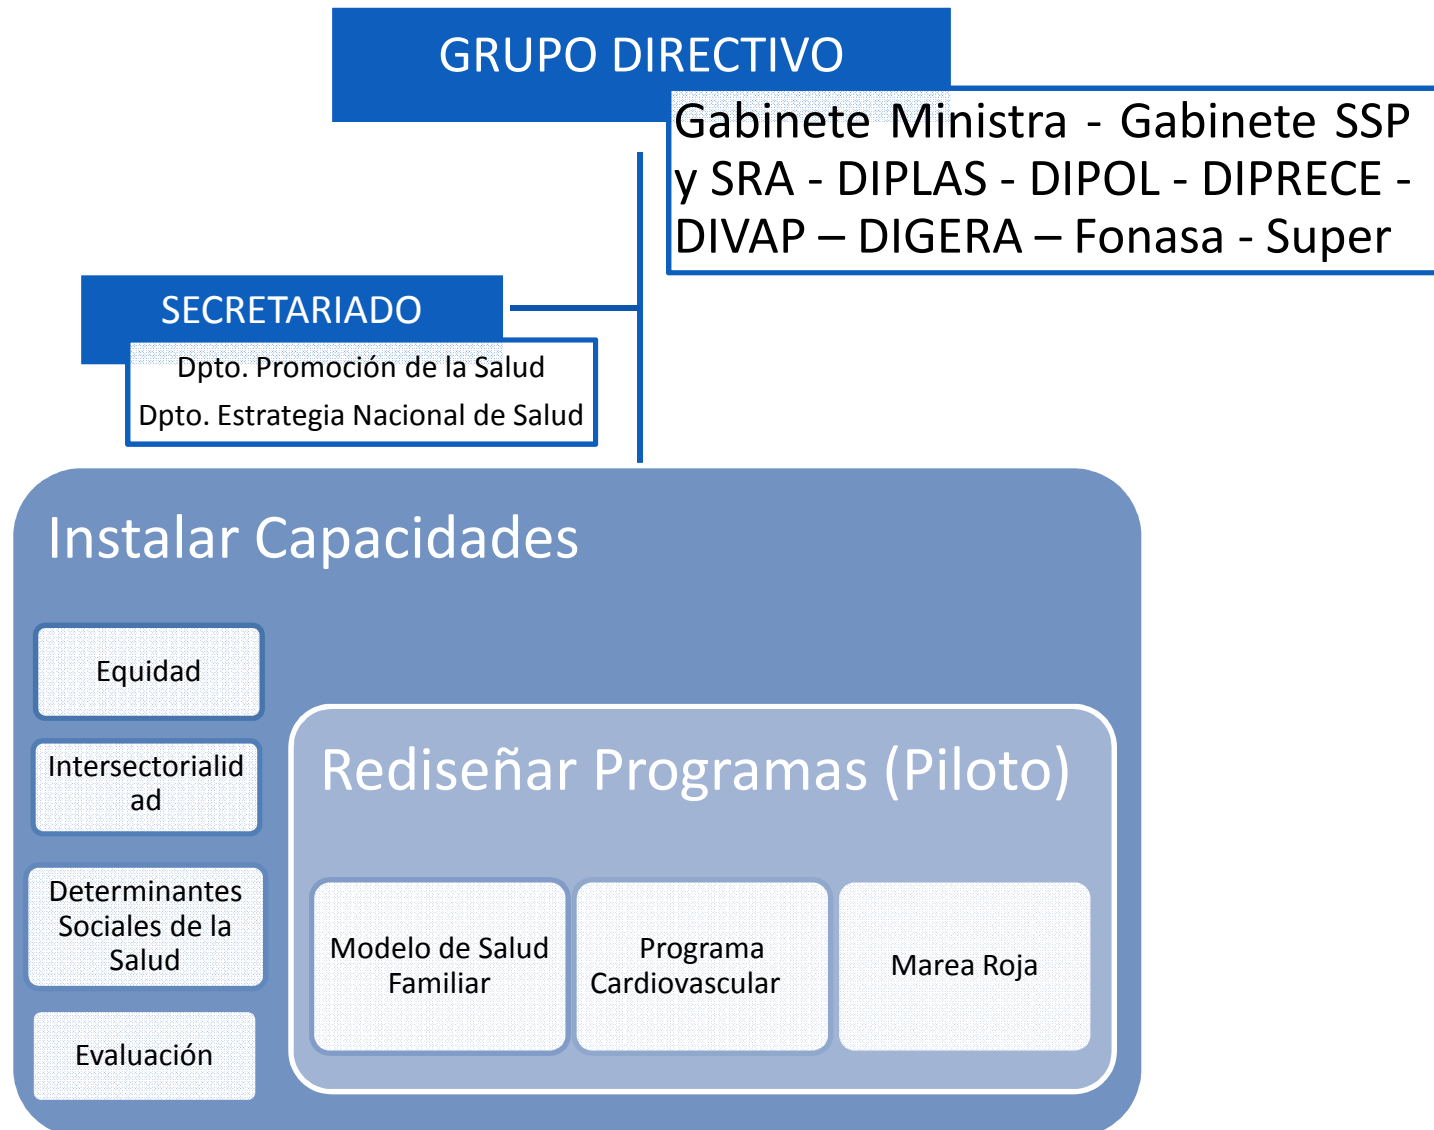 GRUPO DIRECTIVO
Gabinete Ministra - Gabinete SSP
y SRA - DIPLAS - DIPOL - DIPRECE -
DIVAP – DIGERA – Fonasa - Super
SECRETARIADO
Dpto. Promoción de la Salud
Dpto. Estrategia Nacional de Salud
Instalar Capacidades
Equidad
Intersectorialid
ad
Determinantes
Sociales de la
Salud
Evaluación
Rediseñar Programas (Piloto)
Modelo de Salud
Familiar
Programa
Cardiovascular
Marea Roja